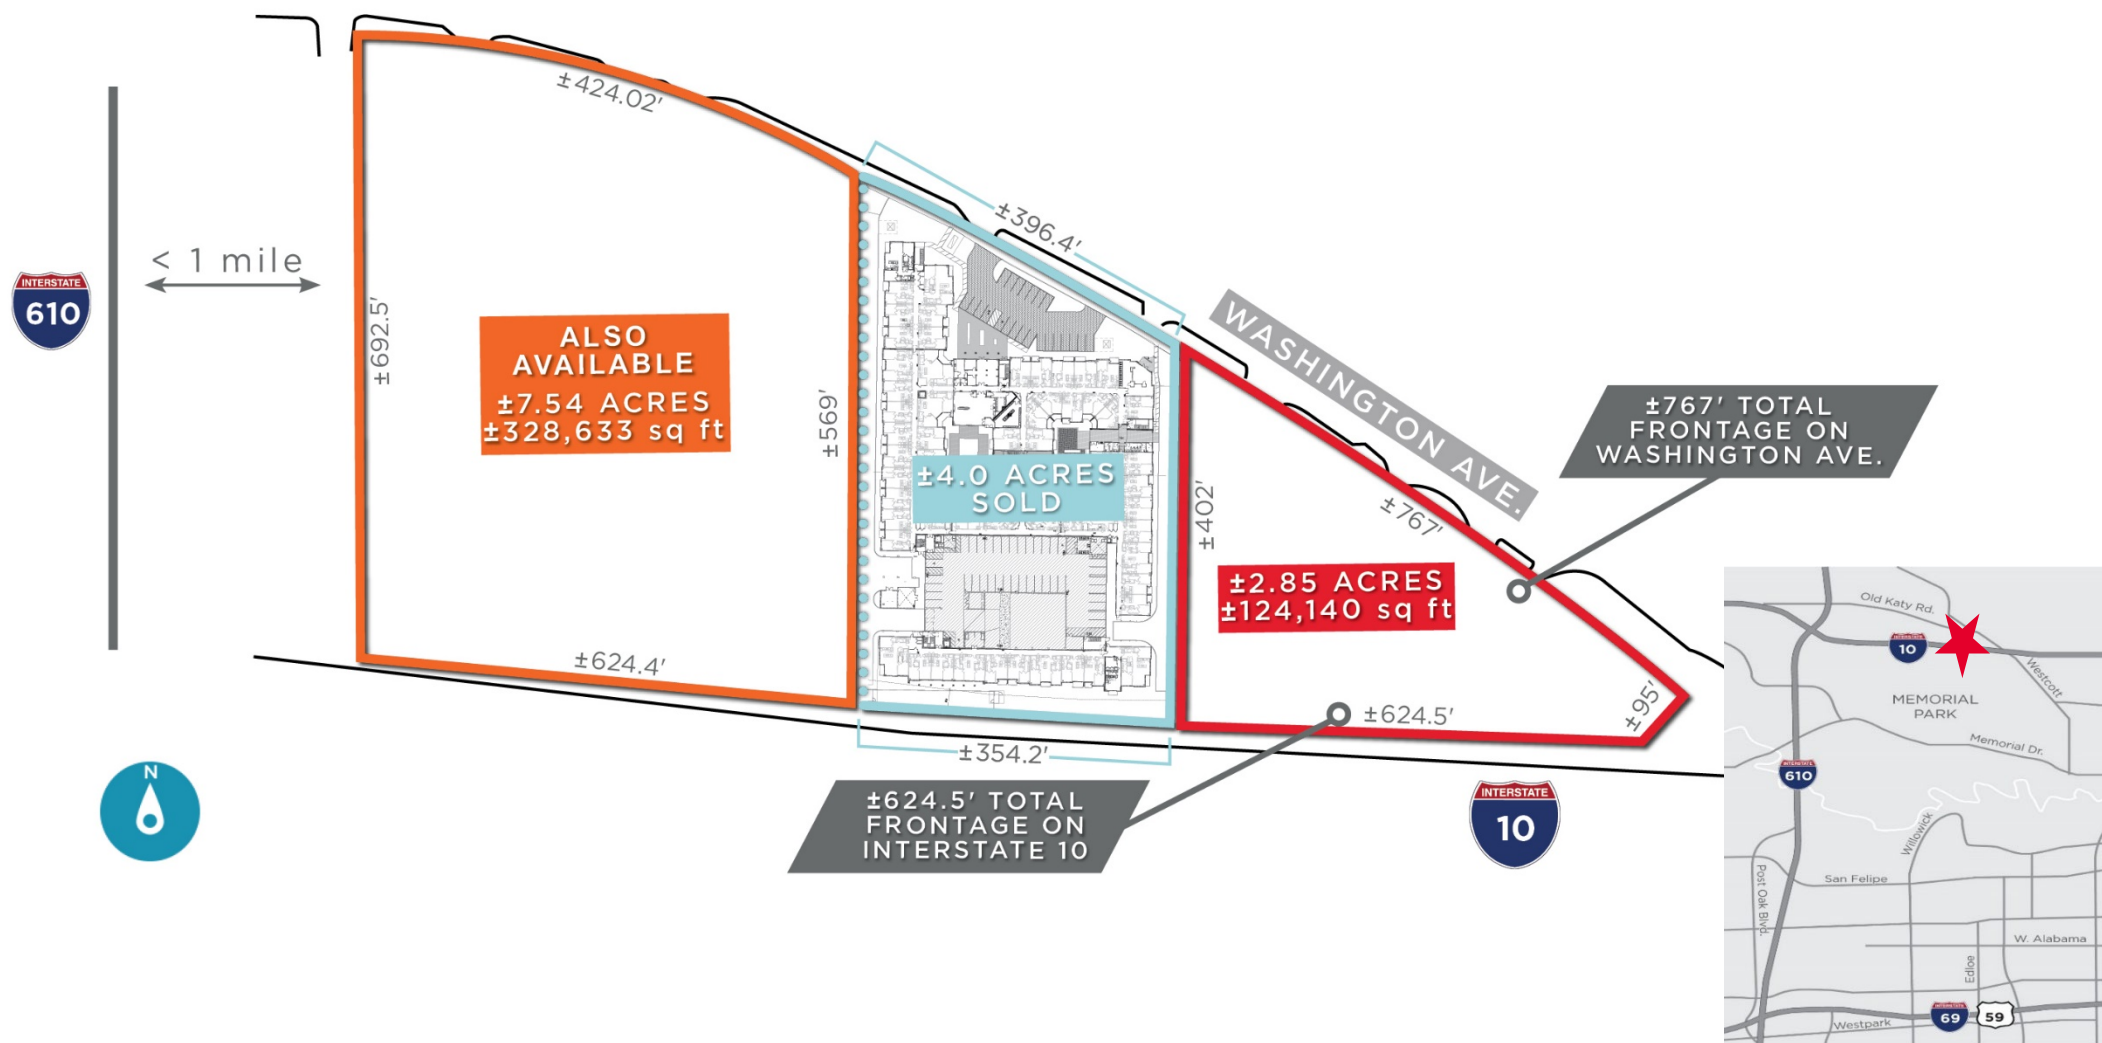 ±424.02'
±396.4'
INTERSTATE
610
< 1 mile
±692.5'
ALSO
AVAILABLE
±7.54 ACRES
±328,633 sq ft
±569'
±624.4'
±4.0 ACRES
SOLD
±354.2'
WASHINGTON AVE.
±767' TOTAL
FRONTAGE ON
WASHINGTON AVE.
±402'
±767'
±2.85 ACRES
±124,140 sq ft
±624.5'
±95'
±624.5' TOTAL
FRONTAGE ON
INTERSTATE 10
INTERSTATE
10
N
Old Katy Rd.
INTERSTATE
10
Westcott
MEMORIAL
PARK
Memorial Dr.
INTERSTATE
610
Willowick
Post Oak Blvd.
San Felipe
W. Alabama
Edloe
INTERSTATE
69
59
Westpark